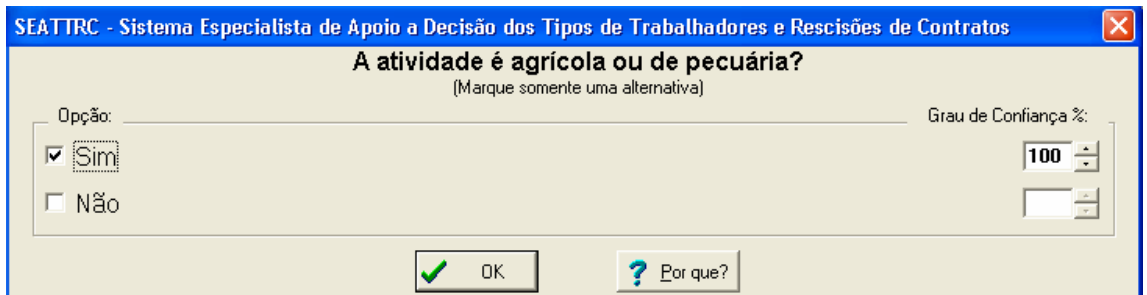 SEATTRC - Sistema Especialista de Apoio a Decisão dos Tipos de Trabalhadores e Rescisões de Contratos
A atividade é agrícola ou de pecuária?
(Marque somente uma alternativa)
Opção: Grau de Confiança %:
Sim 100
Não
OK Por que?